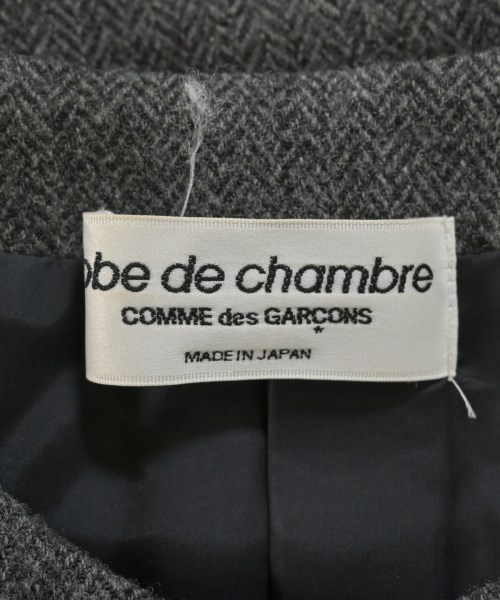 obe de chambre
COMME des GARÇONS
MADE IN JAPAN